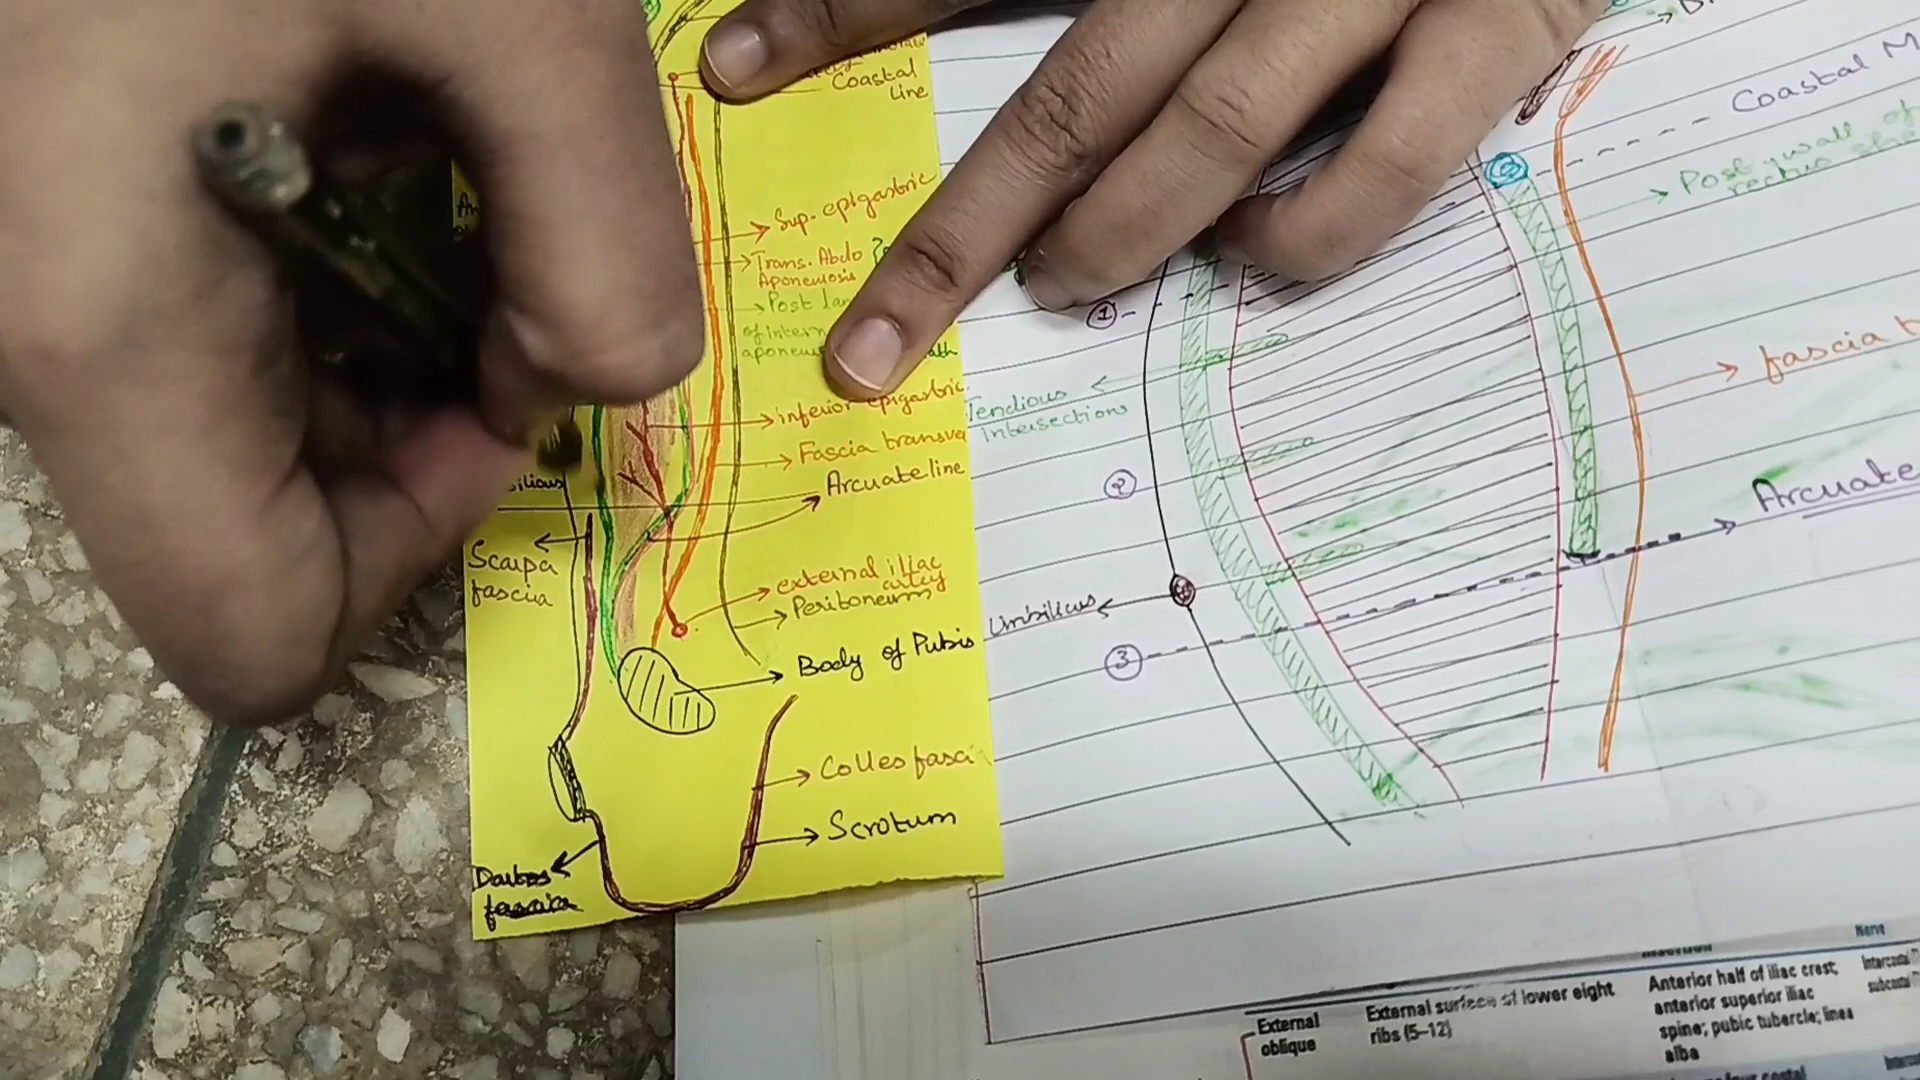 Coastal
line
Sup. epigastric
Trans. Abdo
Aponeurosis
Post
of intern
inferior epigastric
Fascia transve
Arcuate line
Scarpa
fascia
external iliac
artery
Peritoneum
Body of Pubis
Colles fasci
Scrotum
Dartos
fascia
Coastal M
Post wall of
rectus
①
Tendious
intersections
fascia t
②
Arcuate
Umbilicus
③
Nerve
External
oblique
External surface of lower eight
ribs (5–12)
Anterior half of iliac crest;
anterior superior iliac
spine; pubic tubercle; linea
alba
Intercostal
subcostal